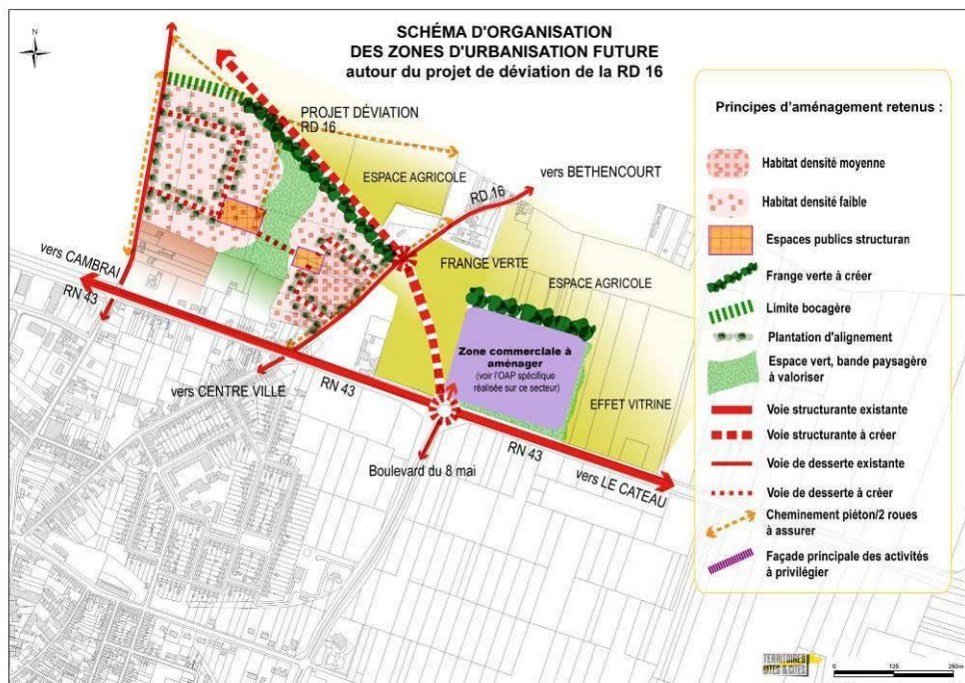 SCHÉMA D'ORGANISATION
DES ZONES D'URBANISATION FUTURE
autour du projet de déviation de la RD 16
N
PROJET DÉVIATION
RD 16
ESPACE AGRICOLE
RD 16
vers BETHENCOURT
vers CAMBRAI
RN 43
FRANGE VERTE
ESPACE AGRICOLE
Zone commerciale à
aménager
(voir l'OAP spécifique
réalisée sur ce secteur)
vers CENTRE VILLE
RN 43
EFFET VITRINE
Boulevard du 8 mai
RN 43
vers LE CATEAU
Principes d'aménagement retenus :
Habitat densité moyenne
Habitat densité faible
Espaces publics structuran
Frange verte à créer
Limite bocagère
Plantation d'alignement
Espace vert, bande paysagère
à valoriser
Voie structurante existante
Voie structurante à créer
Voie de desserte existante
Voie de desserte à créer
Cheminement piéton/2 roues
à assurer
Façade principale des activités
à privilégier
TERRITOIRES
SITES & CITÉS
0 125 250m